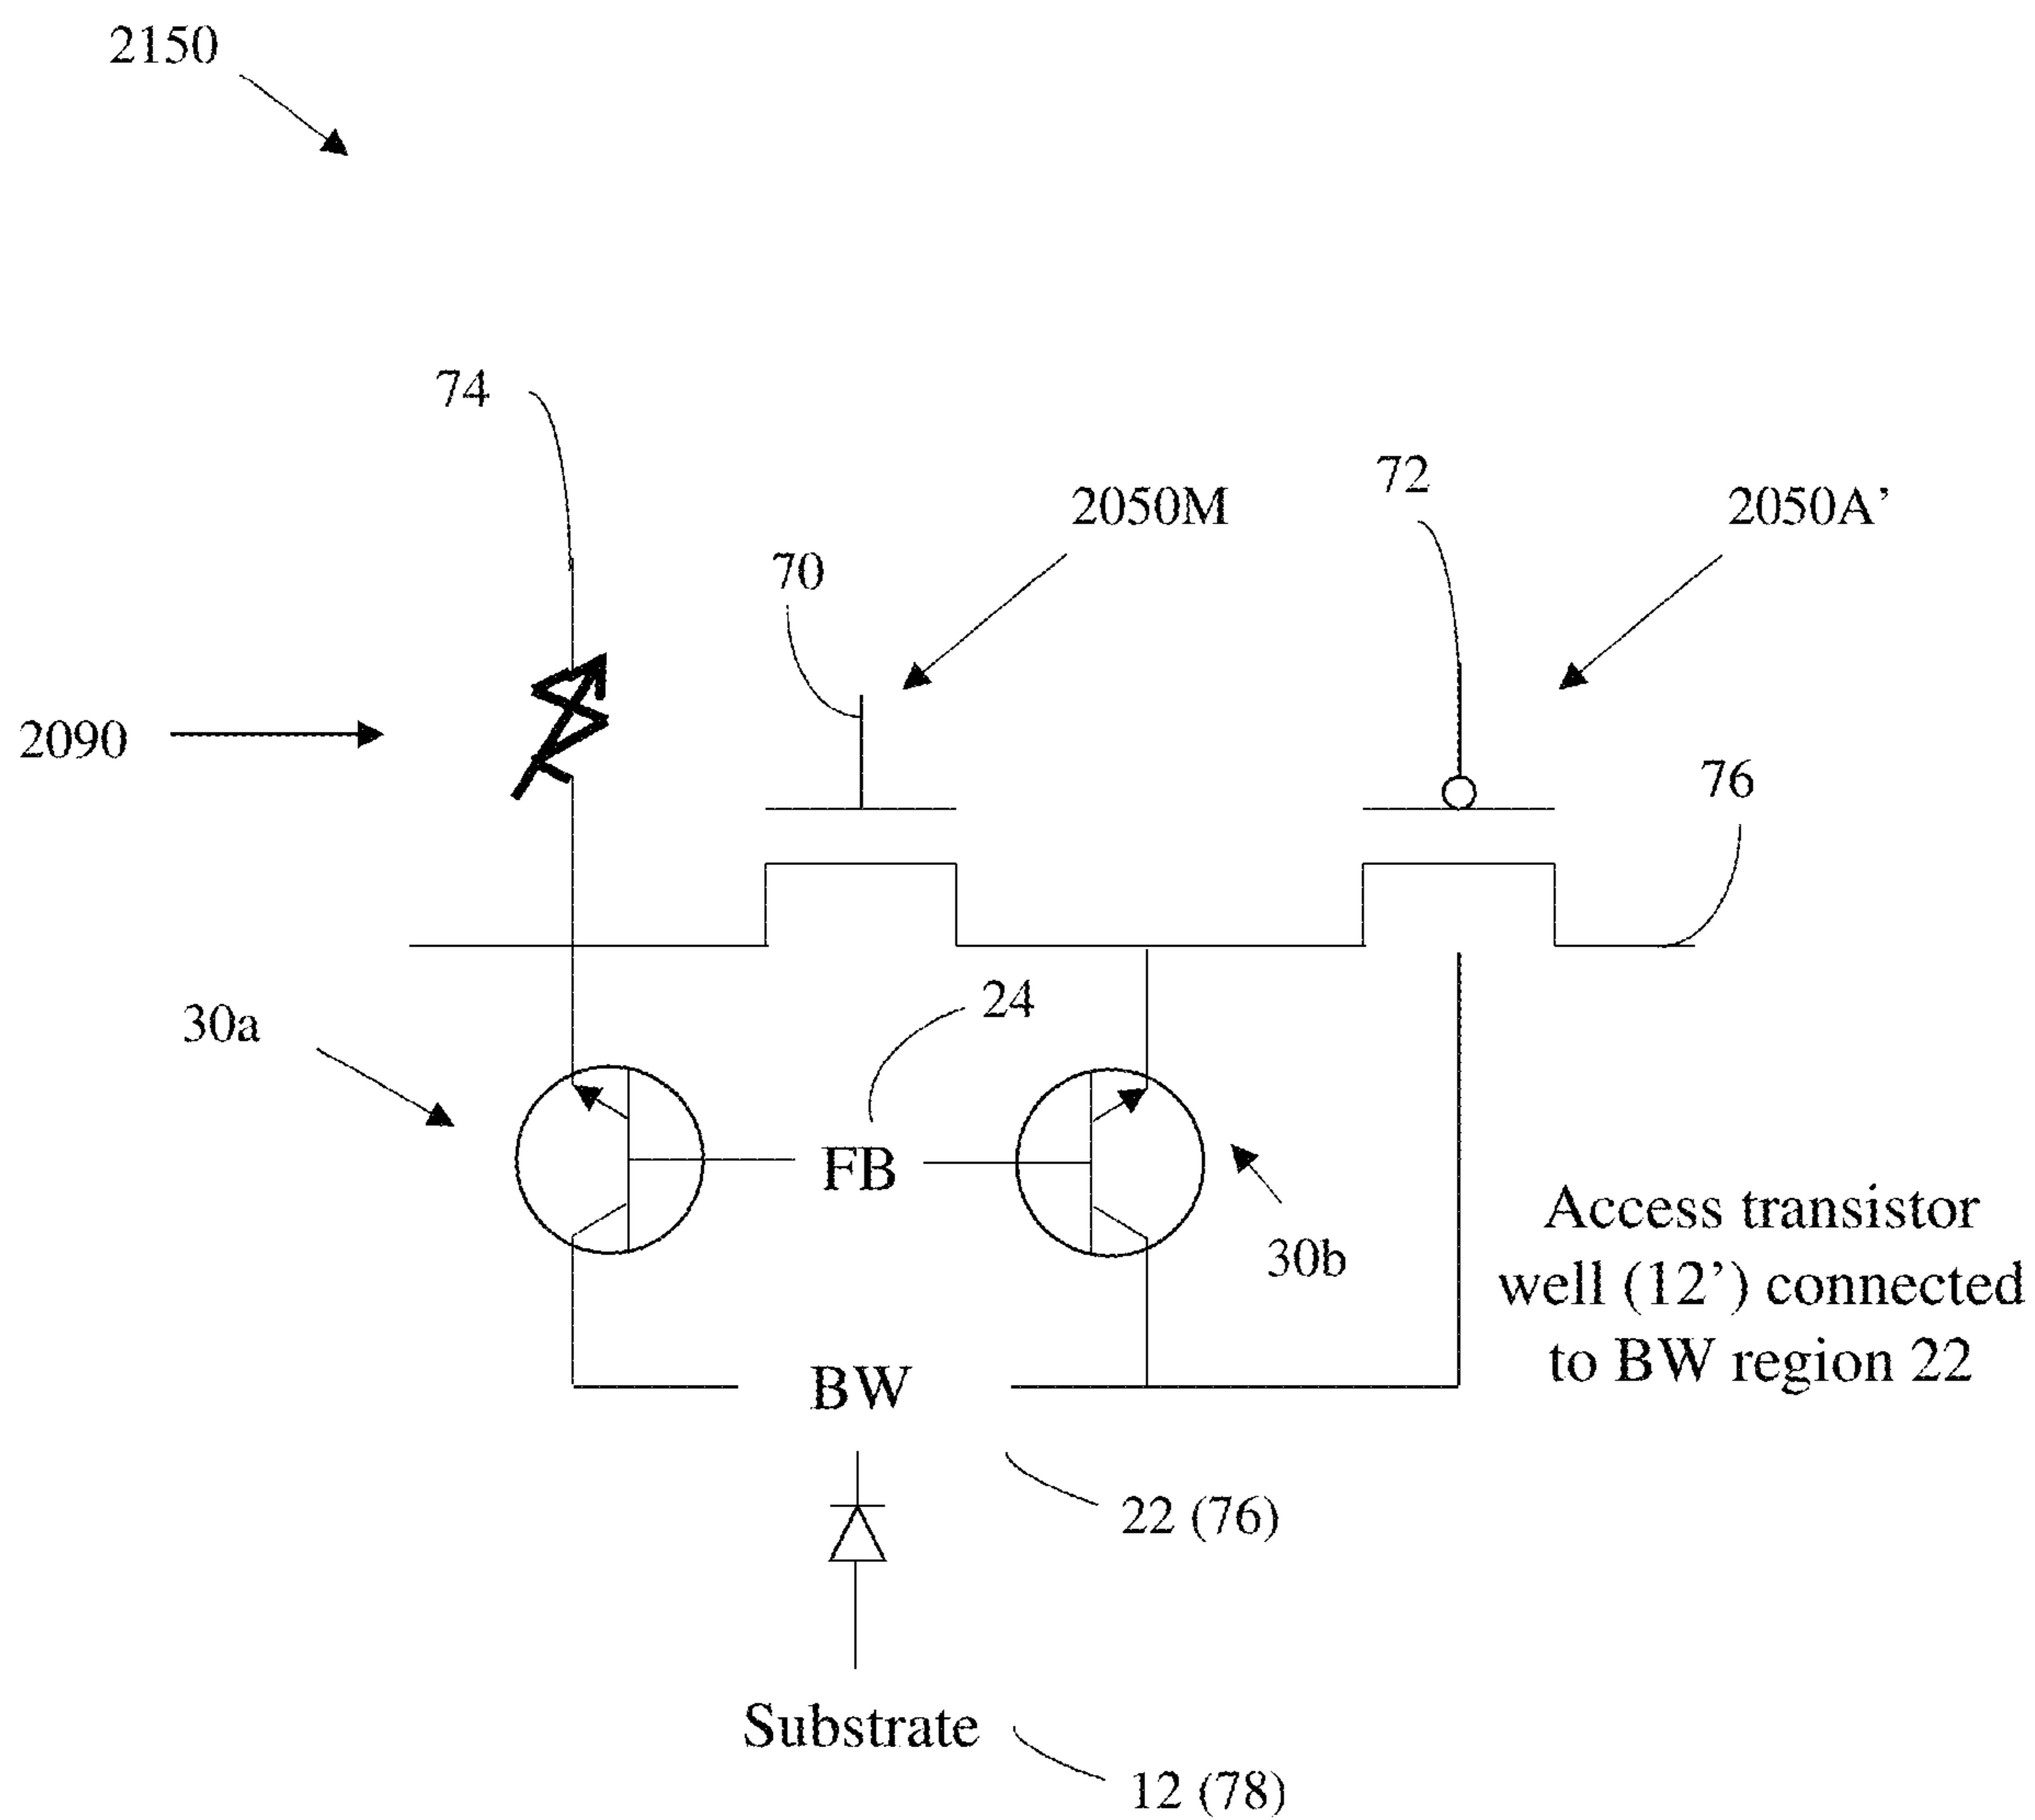 2150
74
72
2050M
2050A’
70
2090
76
24
30a
FB
30b
Access transistor
well (12’) connected
to BW region 22
BW
22 (76)
Substrate
12 (78)